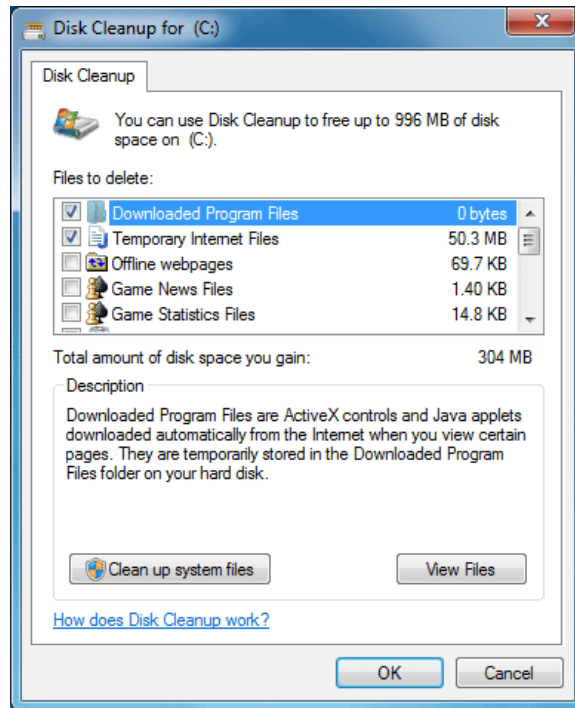 Disk Cleanup for (C:)
Disk Cleanup
You can use Disk Cleanup to free up to 996 MB of disk
space on (C:).
Files to delete:
Downloaded Program Files 0 bytes
Temporary Internet Files 50.3 MB
Offline webpages 69.7 KB
Game News Files 1.40 KB
Game Statistics Files 14.8 KB
Total amount of disk space you gain: 304 MB
Description
Downloaded Program Files are ActiveX controls and Java applets
downloaded automatically from the Internet when you view certain
pages. They are temporarily stored in the Downloaded Program
Files folder on your hard disk.
Clean up system files View Files
How does Disk Cleanup work?
OK Cancel